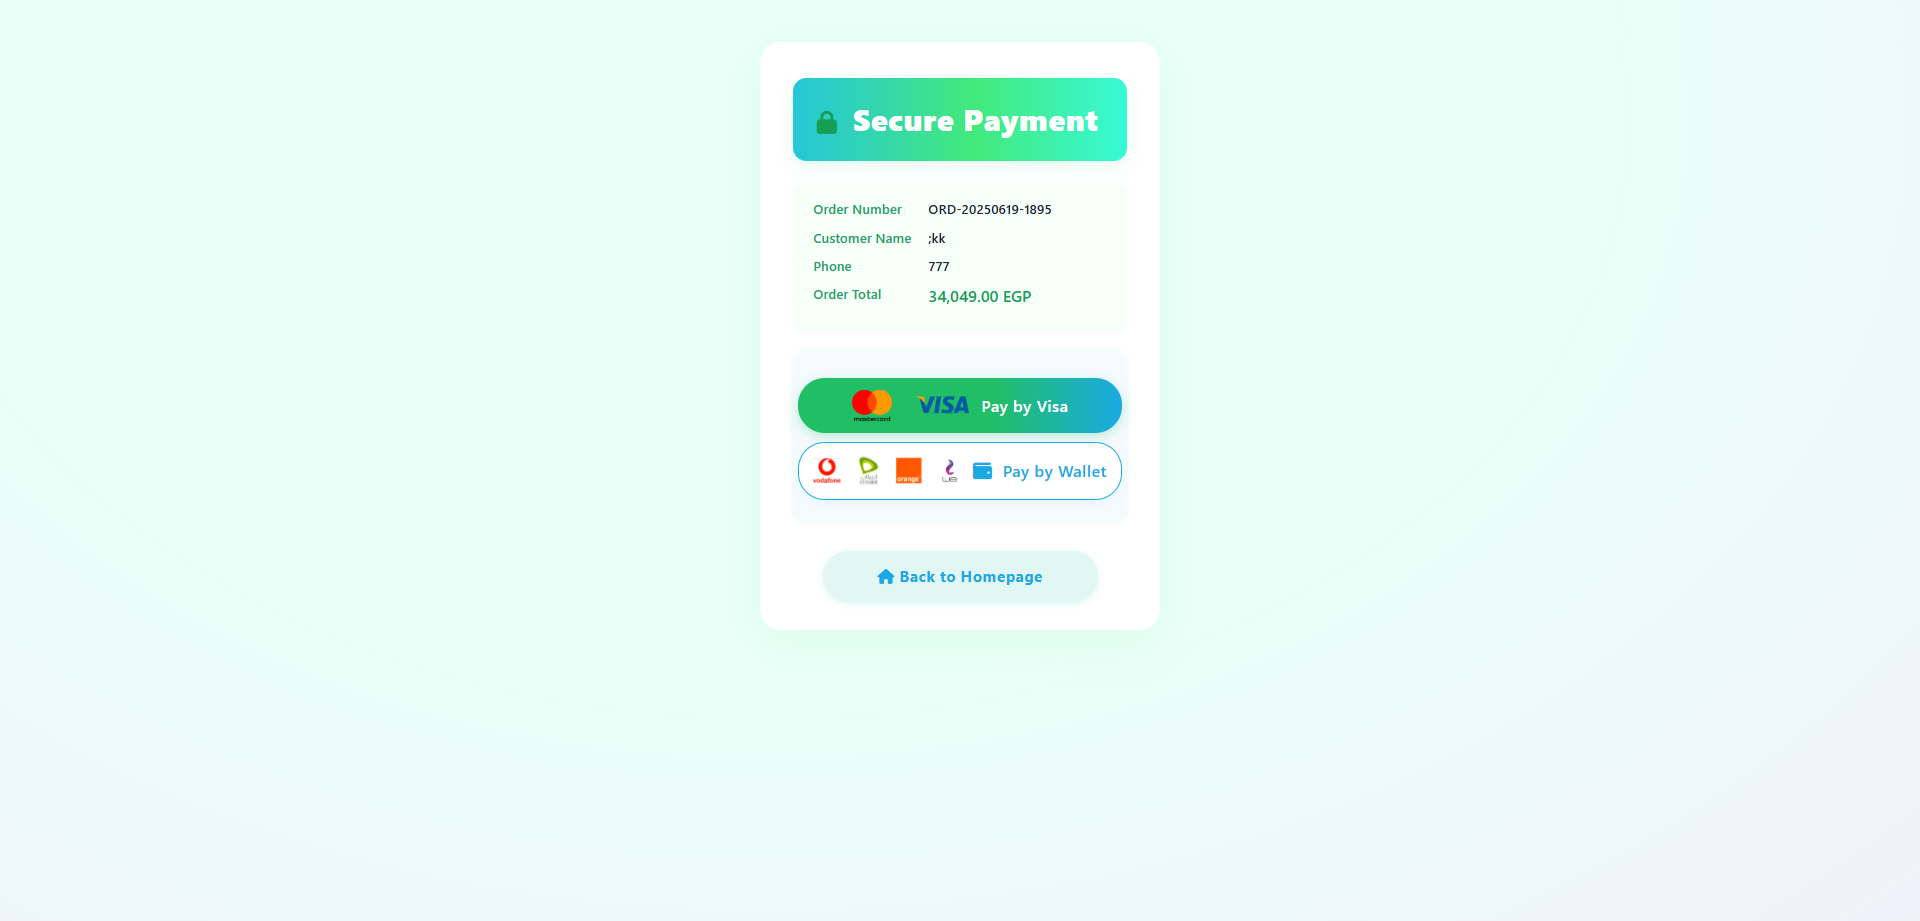 Secure Payment
Order Number ORD-20250619-1895
Customer Name ;kk
Phone 777
Order Total 34,049.00 EGP
mastercard VISA Pay by Visa
vodafone orange we Pay by Wallet
Back to Homepage